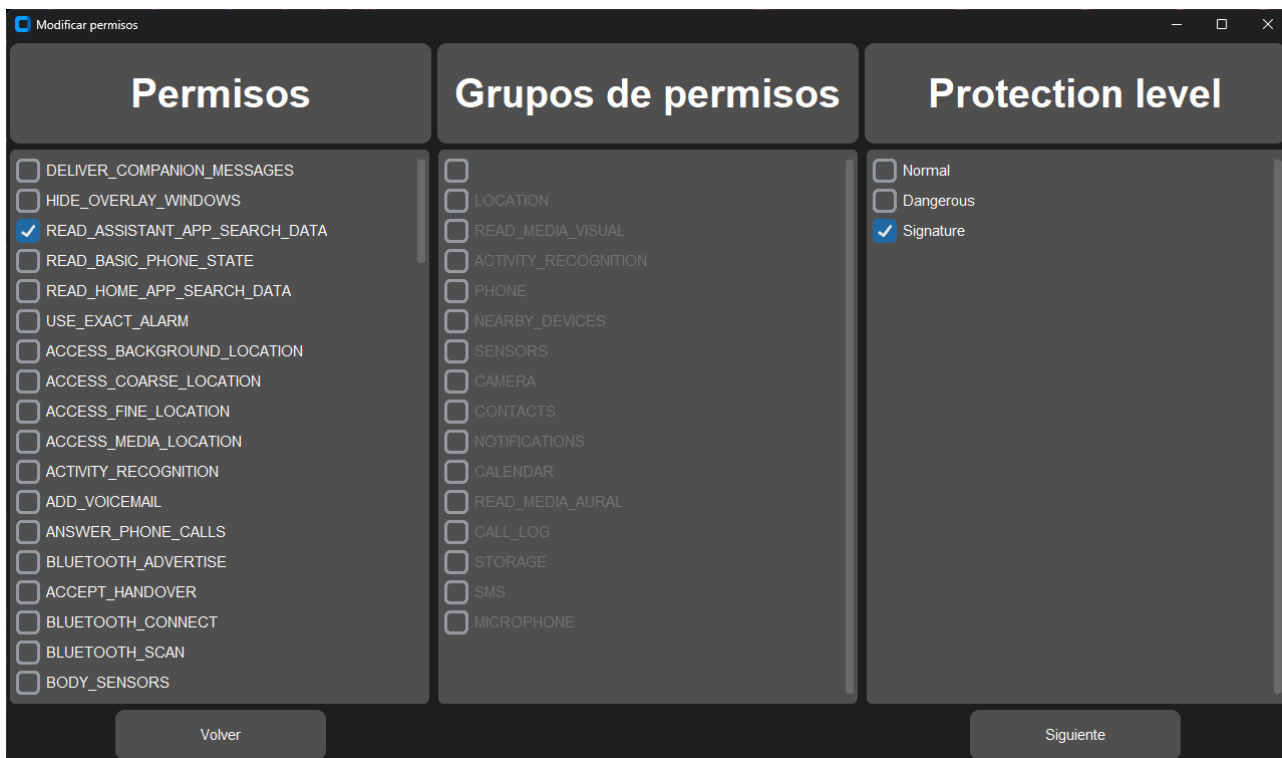 Modificar permisos
Permisos
Grupos de permisos
Protection level
DELIVER_COMPANION_MESSAGES
HIDE_OVERLAY_WINDOWS
READ_ASSISTANT_APP_SEARCH_DATA
READ_BASIC_PHONE_STATE
READ_HOME_APP_SEARCH_DATA
USE_EXACT_ALARM
ACCESS_BACKGROUND_LOCATION
ACCESS_COARSE_LOCATION
ACCESS_FINE_LOCATION
ACCESS_MEDIA_LOCATION
ACTIVITY_RECOGNITION
ADD_VOICEMAIL
ANSWER_PHONE_CALLS
BLUETOOTH_ADVERTISE
ACCEPT_HANDOVER
BLUETOOTH_CONNECT
BLUETOOTH_SCAN
BODY_SENSORS
LOCATION
READ_MEDIA_VISUAL
ACTIVITY_RECOGNITION
PHONE
NEARBY_DEVICES
SENSORS
CAMERA
CONTACTS
NOTIFICATIONS
CALENDAR
READ_MEDIA_AURAL
CALL_LOG
STORAGE
SMS
MICROPHONE
Normal
Dangerous
Signature
Volver
Siguiente